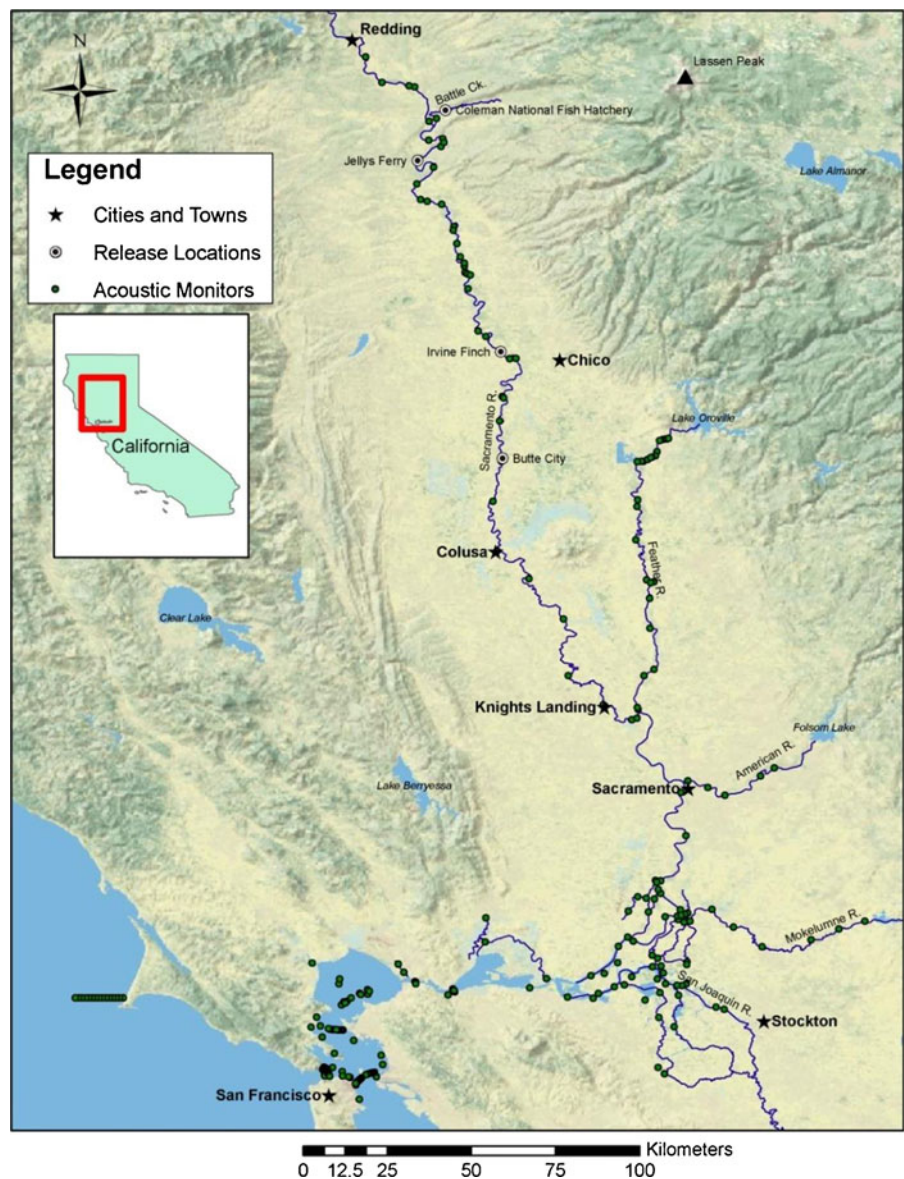 Redding
N
Lassen Peak
Battle Ck.
Coleman National Fish Hatchery
Jellys Ferry
Legend
Cities and Towns
Release Locations
Acoustic Monitors
Lake Almanor
Irvine Finch
Chico
California
Sacramento R.
Lake Oroville
Butte City
Colusa
Feather R.
Clear Lake
Knights Landing
Folsom Lake
American R.
Lake Berryessa
Sacramento
Mokelumne R.
San Joaquin R.
Stockton
San Francisco
Kilometers
0 12.5 25 50 75 100